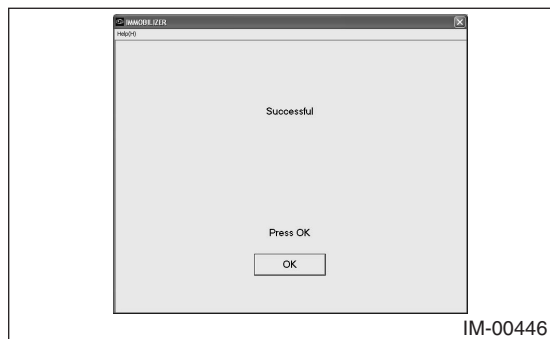 IMMOBILIZER
Help(H)
Successful
Press OK
OK
IM-00446